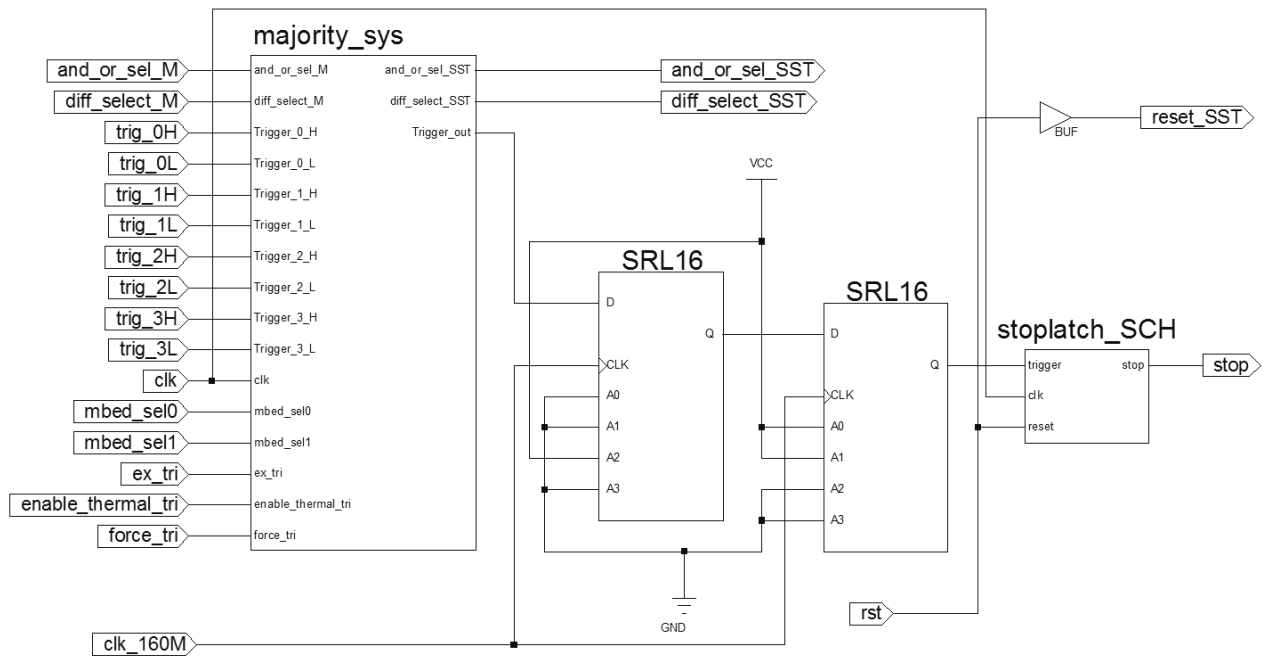 majority_sys
and_or_sel_M
and_or_sel_M
and_or_sel_SST
and_or_sel_SST
diff_select_M
diff_select_M
diff_select_SST
diff_select_SST
trig_0H
Trigger_0_H
Trigger_out
trig_0L
Trigger_0_L
trig_1H
Trigger_1_H
trig_1L
Trigger_1_L
trig_2H
Trigger_2_H
trig_2L
Trigger_2_L
trig_3H
Trigger_3_H
trig_3L
Trigger_3_L
clk
clk
mbed_sel0
mbed_sel0
mbed_sel1
mbed_sel1
ex_tri
ex_tri
enable_thermal_tri
enable_thermal_tri
force_tri
force_tri
clk_160M
VCC
SRL16
D
Q
CLK
A0
A1
A2
A3
GND
SRL16
D
Q
CLK
A0
A1
A2
A3
BUF
reset_SST
stoplatch_SCH
trigger
stop
clk
reset
stop
rst